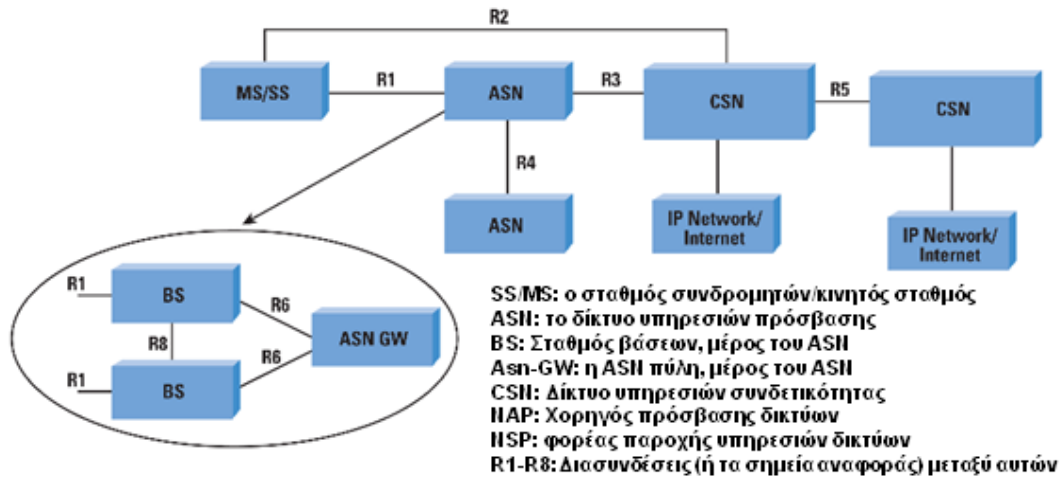 R2
MS/SS
R1
ASN
R3
CSN
R5
CSN
R4
ASN
IP Network/
Internet
IP Network/
Internet
R1
BS
R6
R8
ASN GW
R6
R1
BS
SS/MS: ο σταθμός συνδρομητών/κινητός σταθμός
ASN: το δίκτυο υπηρεσιών πρόσβασης
BS: Σταθμός βάσεων, μέρος του ASN
Asn-GW: η ASN πύλη, μέρος του ASN
CSN: Δίκτυο υπηρεσιών συνδετικότητας
NAP: Χορηγός πρόσβασης δικτύων
NSP: φορέας παροχής υπηρεσιών δικτύων
R1-R8: Διασυνδέσεις (ή τα σημεία αναφοράς) μεταξύ αυτών